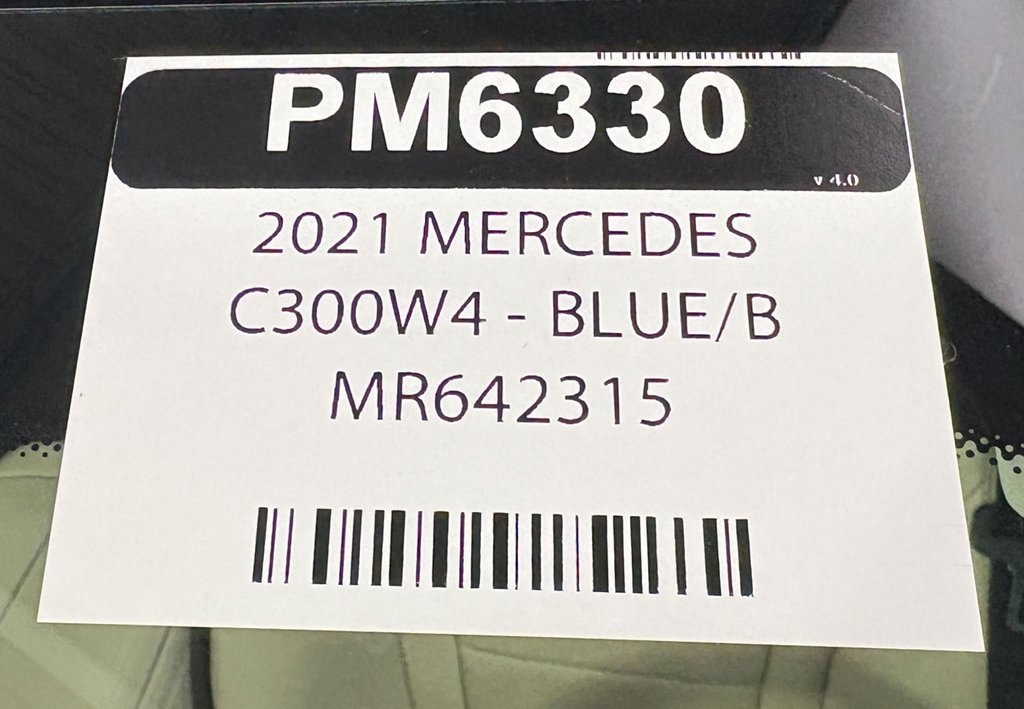 PM6330
v 4.0
2021 MERCEDES
C300W4 - BLUE/B
MR642315